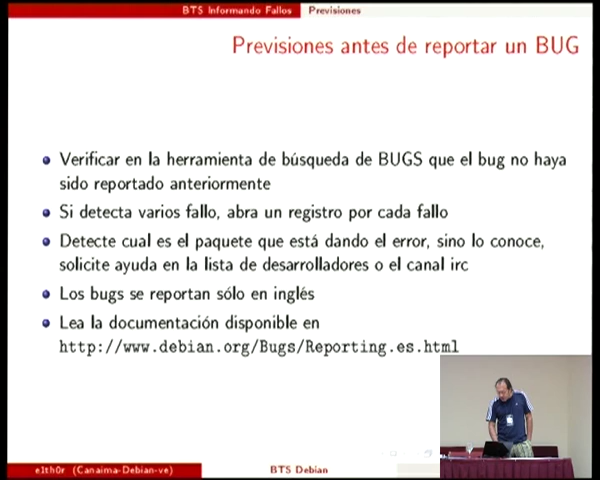 BTS Informando Fallos Previsiones
Previsiones antes de reportar un BUG
Verificar en la herramienta de búsqueda de BUGS que el bug no haya
sido reportado anteriormente
Si detecta varios fallo, abra un registro por cada fallo
Detecte cual es el paquete que está dando el error, sino lo conoce,
solicite ayuda en la lista de desarrolladores o el canal irc
Los bugs se reportan sólo en inglés
Lea la documentación disponible en
http://www.debian.org/Bugs/Reporting.es.html
e1th0r (Canaima-Debian-ve) BTS Debian